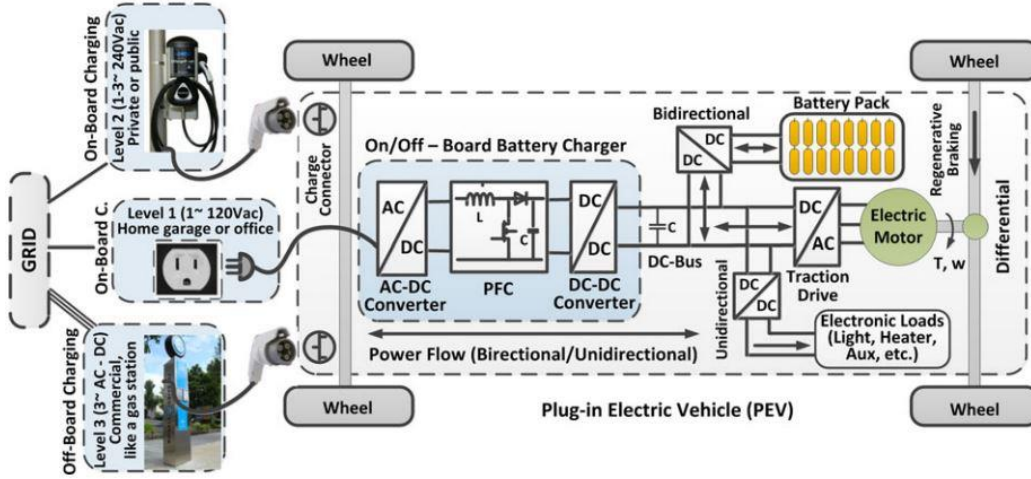 GRID
On-Board Charging
Level 2 (1-3~ 240Vac)
Private or public
On-Board C.
Level 1 (1~ 120Vac)
Home garage or office
Off-Board Charging
Level 3 (3~ AC - DC)
Commercial,
like a gas station
Wheel
Wheel
Charge
Connector
On/Off – Board Battery Charger
AC
DC
AC-DC
Converter
L
C
PFC
DC
DC
DC-DC
Converter
Power Flow (Birectional/Unidirectional)
C
DC-Bus
Bidirectional
DC
DC
Battery Pack
DC
AC
Traction
Drive
Electric
Motor
Regenerative
Braking
T, w
Differential
Unidirectional
DC
DC
Electronic Loads
(Light, Heater,
Aux, etc.)
Wheel
Wheel
Plug-in Electric Vehicle (PEV)